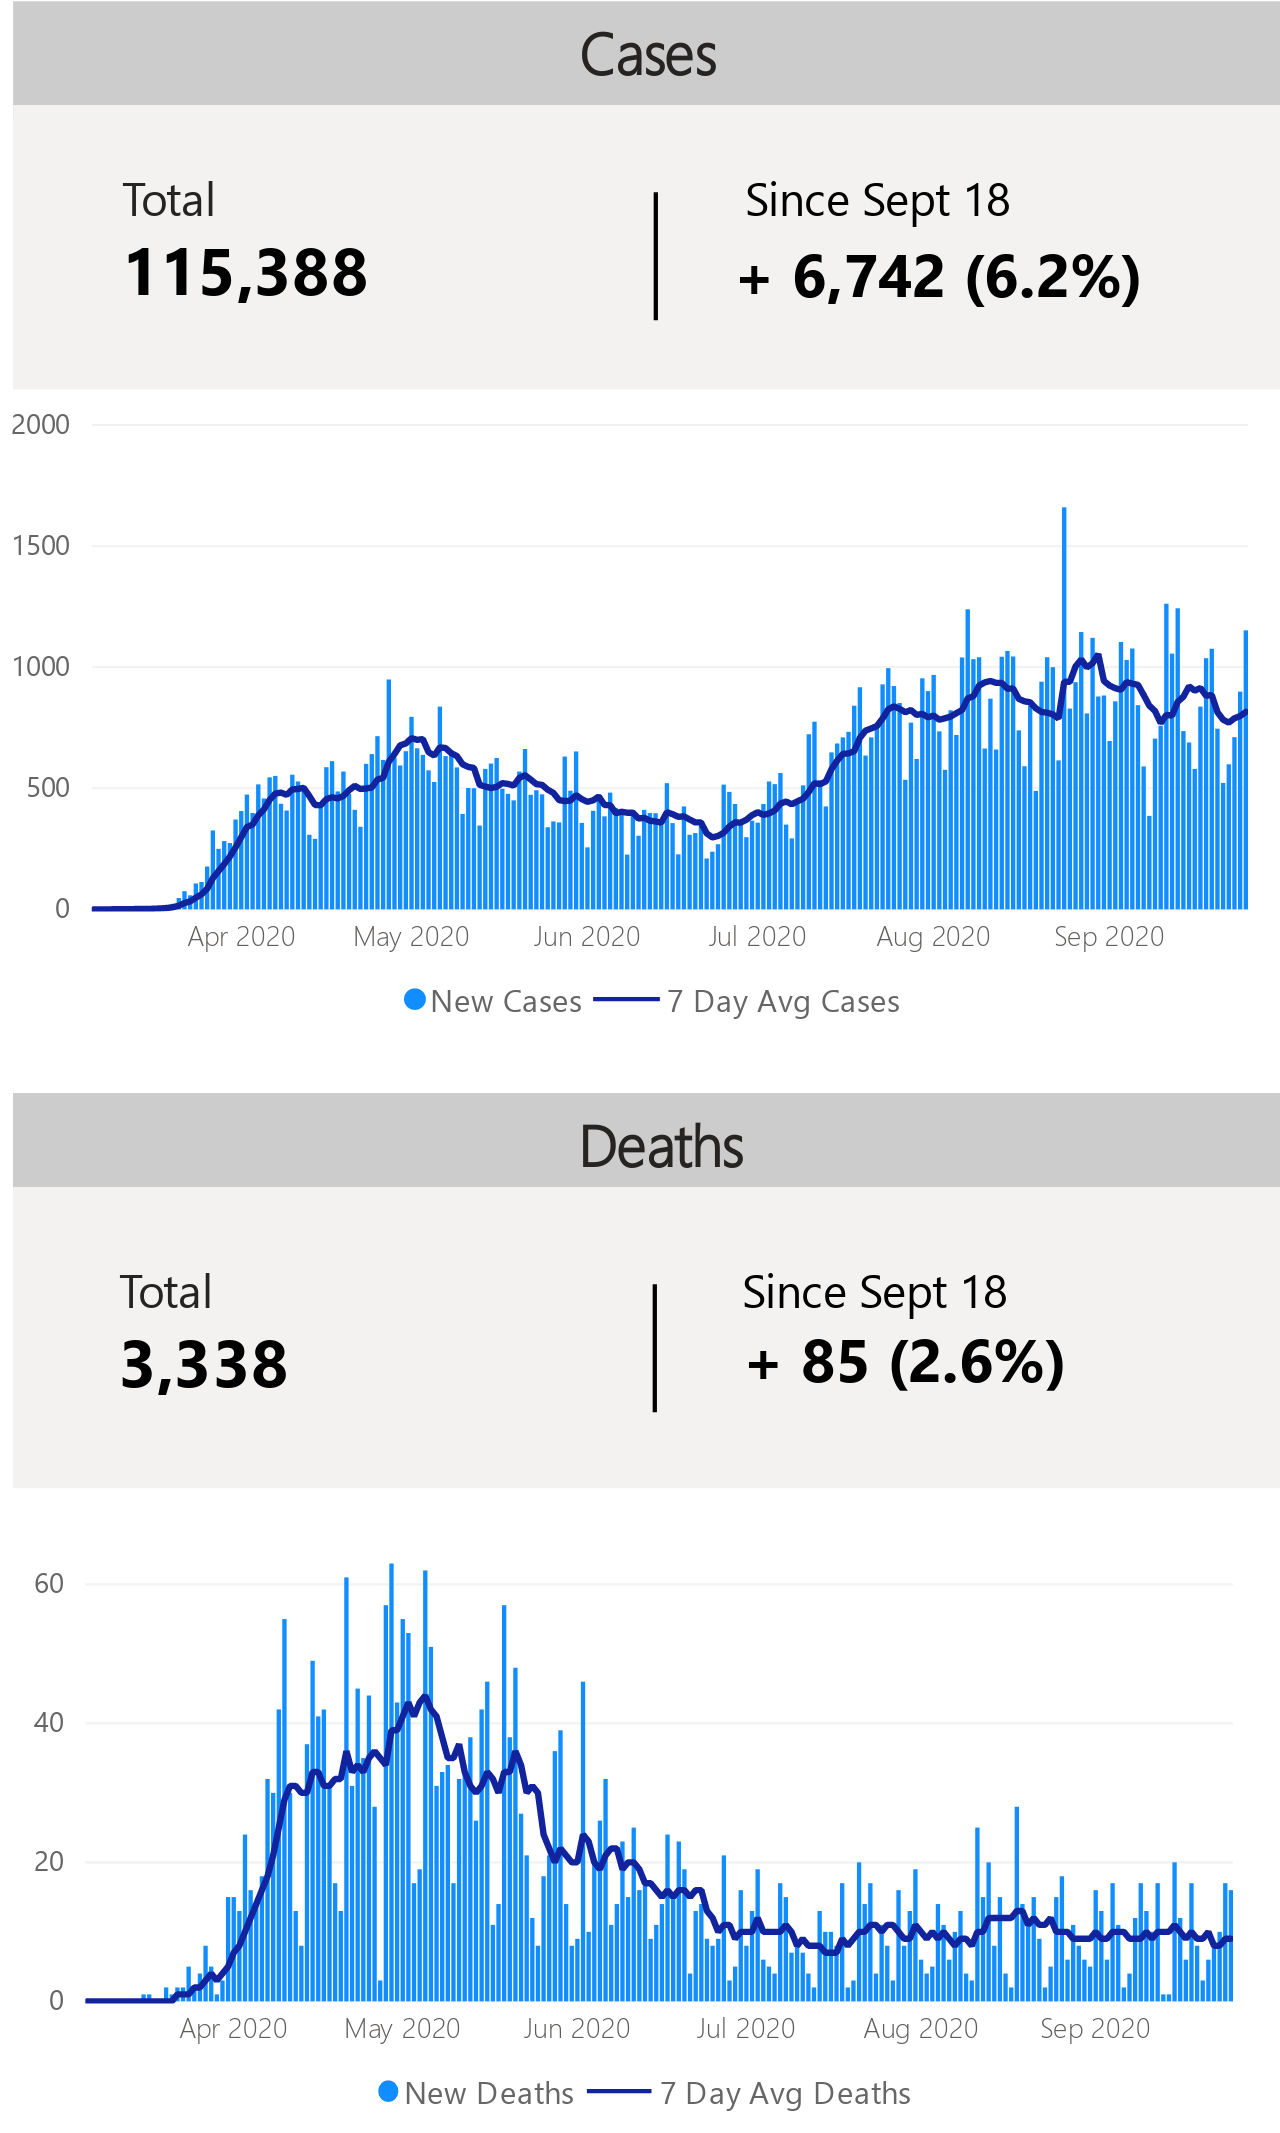 Cases
Total
Since Sept 18
115,388
+ 6,742 (6.2%)
2000
1500
1000
500
0
Apr 2020
May 2020
Jun 2020
Jul 2020
Aug 2020
Sep 2020
New Cases
7 Day Avg Cases
Deaths
Total
Since Sept 18
3,338
+ 85 (2.6%)
60
40
20
0
Apr 2020
May 2020
Jun 2020
Jul 2020
Aug 2020
Sep 2020
New Deaths
7 Day Avg Deaths